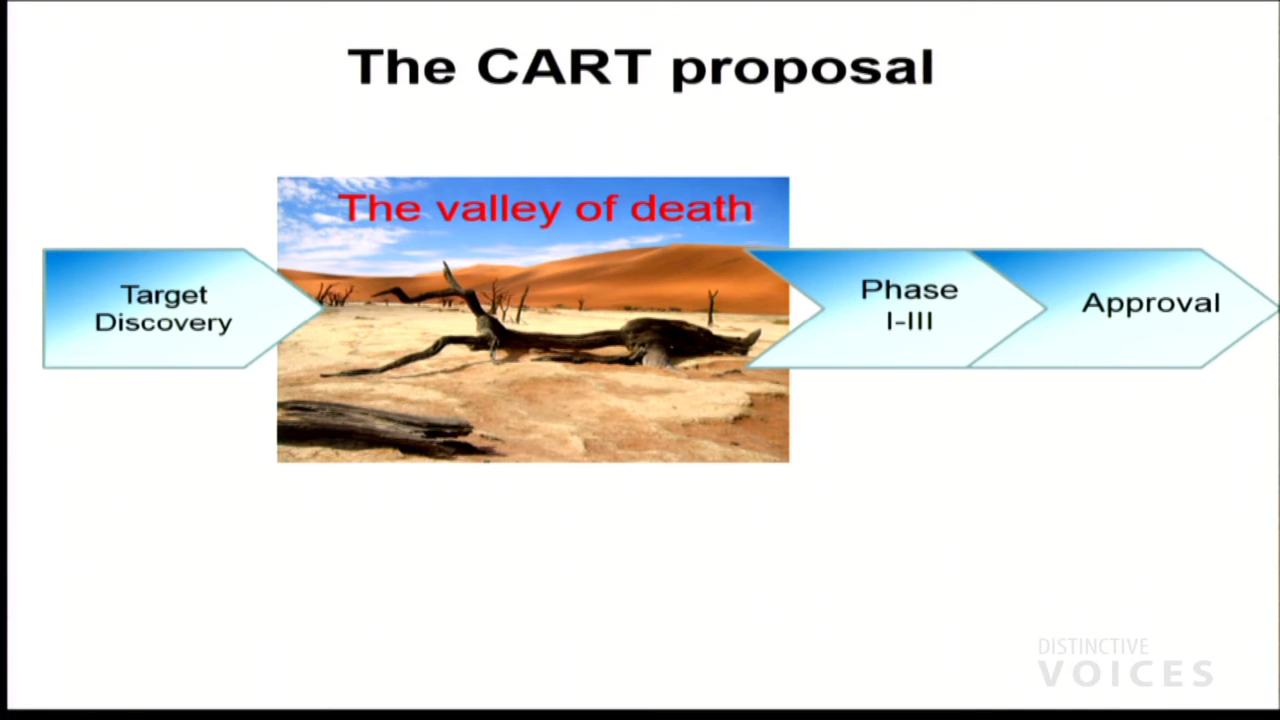 The CART proposal
The valley of death
Target
Discovery
Phase
I-III
Approval
DISTINCTIVE
VOICES